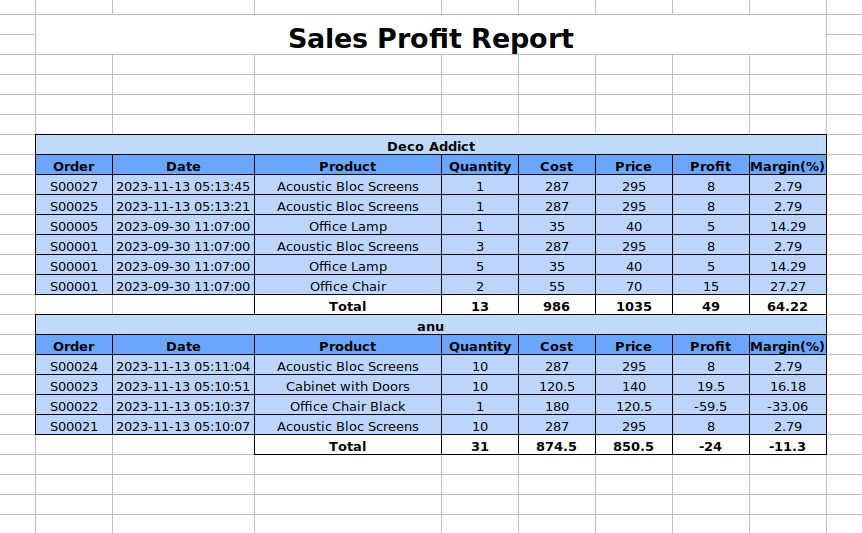 Sales Profit Report
Deco Addict
Order Date Product Quantity Cost Price Profit Margin(%)
S00027 2023-11-13 05:13:45 Acoustic Bloc Screens 1 287 295 8 2.79
S00025 2023-11-13 05:13:21 Acoustic Bloc Screens 1 287 295 8 2.79
S00005 2023-09-30 11:07:00 Office Lamp 1 35 40 5 14.29
S00001 2023-09-30 11:07:00 Acoustic Bloc Screens 3 287 295 8 2.79
S00001 2023-09-30 11:07:00 Office Lamp 5 35 40 5 14.29
S00001 2023-09-30 11:07:00 Office Chair 2 55 70 15 27.27
Total 13 986 1035 49 64.22
anu
Order Date Product Quantity Cost Price Profit Margin(%)
S00024 2023-11-13 05:11:04 Acoustic Bloc Screens 10 287 295 8 2.79
S00023 2023-11-13 05:10:51 Cabinet with Doors 10 120.5 140 19.5 16.18
S00022 2023-11-13 05:10:37 Office Chair Black 1 180 120.5 -59.5 -33.06
S00021 2023-11-13 05:10:07 Acoustic Bloc Screens 10 287 295 8 2.79
Total 31 874.5 850.5 -24 -11.3